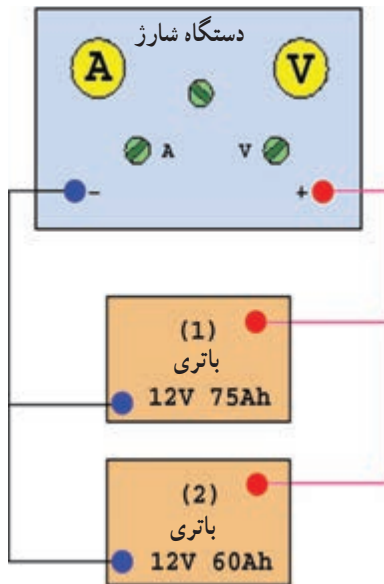 دستگاه شارژ
A V
A V
- +
(1)
باتری
12V 75Ah
(2)
باتری
12V 60Ah